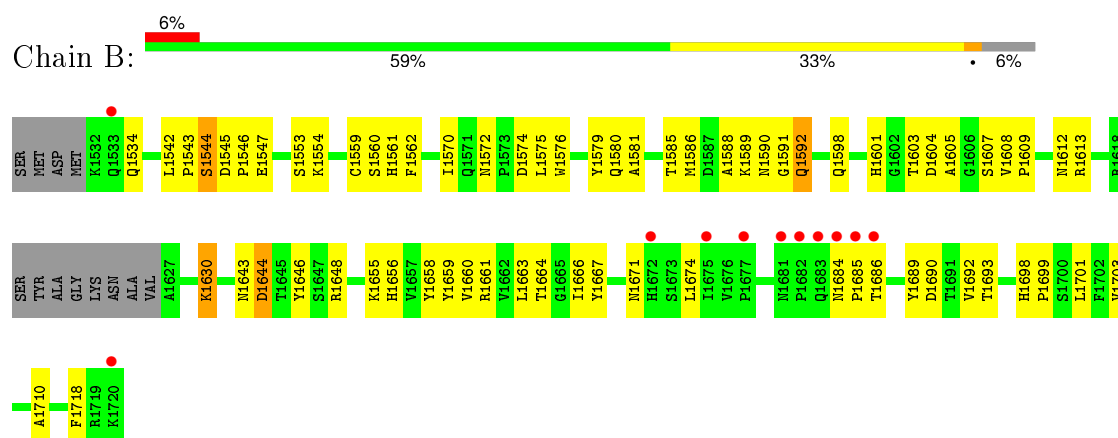 6%
Chain B:
59% 33% • 6%
SER MET ASP MET K1532 Q1533 Q1534 L1542 P1543 S1544 D1545 P1546 E1547 S1553 K1554 C1559 S1560 H1561 F1562 I1570 Q1571 N1572 P1573 D1574 L1575 W1576 Y1579 Q1580 A1581 T1585 M1586 D1587 A1588 K1589 N1590 G1591 Q1592 Q1598 H1601 G1602 T1603 D1604 A1605 G1606 S1607 V1608 P1609 N1612 R1613 R1618
SER TYR ALA GLY LYS ASN ALA VAL A1627 K1630 N1643 D1644 T1645 Y1646 S1647 R1648 K1655 H1656 V1657 Y1658 Y1659 V1660 R1661 V1662 L1663 T1664 G1665 I1666 Y1667 N1671 H1672 S1673 L1674 I1675 V1676 P1677 N1681 P1682 Q1683 N1684 P1685 T1686 Y1689 D1690 T1691 V1692 T1693 H1698 P1699 S1700 L1701 F1702 V1703
A1710 F1718 R1719 K1720